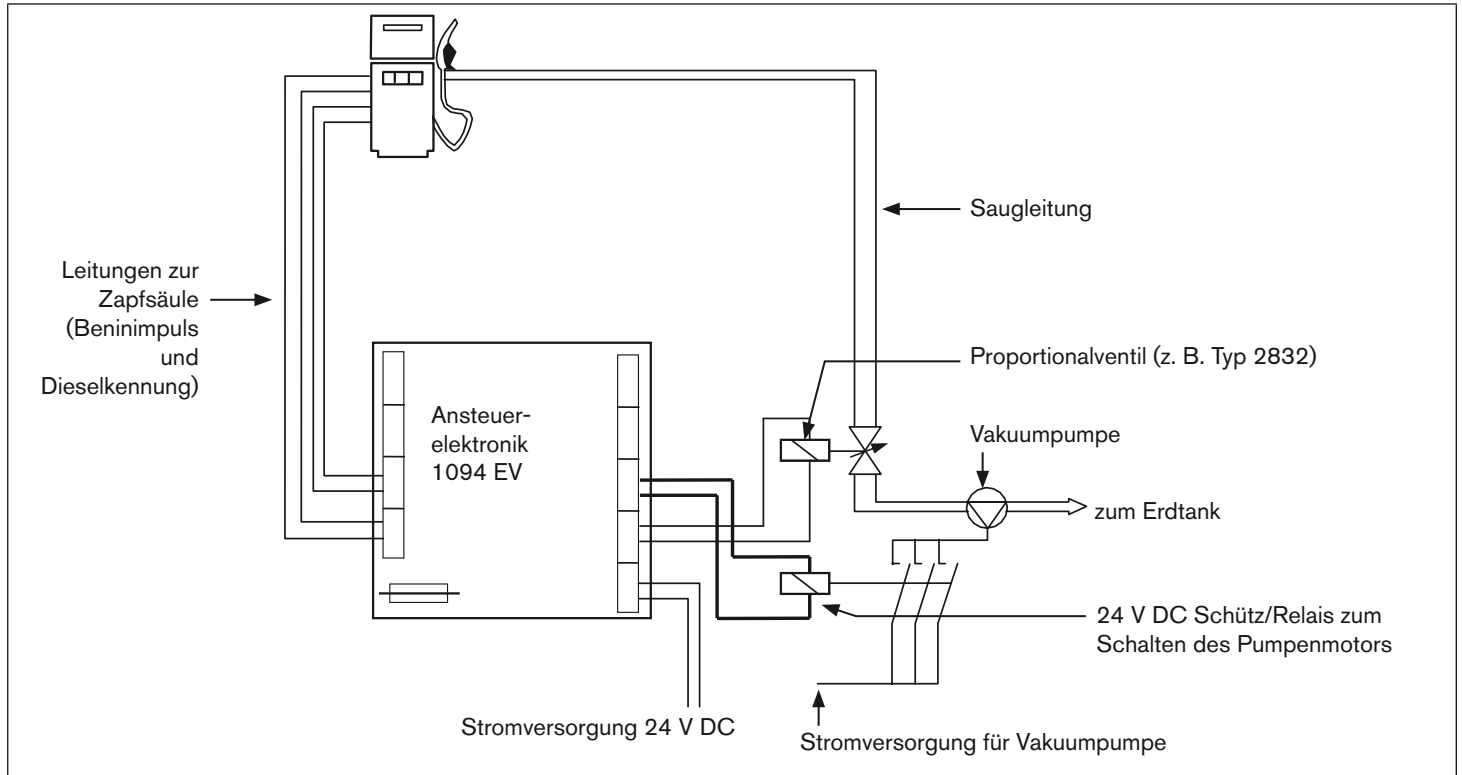 Saugleitung
Leitungen zur
Zapfsäule
(Beninimpuls
und
Dieselkennung)
Proportionalventil (z. B. Typ 2832)
Ansteuer-
elektronik
1094 EV
Vakuumpumpe
zum Erdtank
24 V DC Schütz/Relais zum
Schalten des Pumpenmotors
Stromversorgung 24 V DC
Stromversorgung für Vakuumpumpe